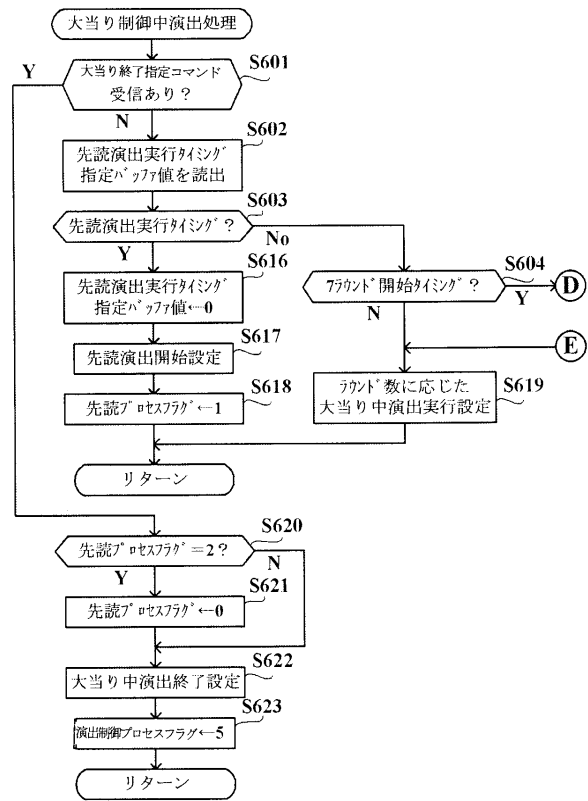 大当り制御中演出処理
Y
大当り終了指定コマンド
受信あり？
S601
N
S602
先読演出実行タイミング
指定バッファ値を読出
S603
先読演出実行タイミング？
No
Y
S616
先読演出実行タイミング
指定バッファ値←0
S604
7ラウンド開始タイミング？
Y
D
N
S617
先読演出開始設定
E
S618
先読プロセスフラグ←1
S619
ラウンド数に応じた
大当り中演出実行設定
リターン
S620
先読プロセスフラグ＝2？
N
Y
S621
先読プロセスフラグ←0
S622
大当り中演出終了設定
S623
演出制御プロセスフラグ←5
リターン